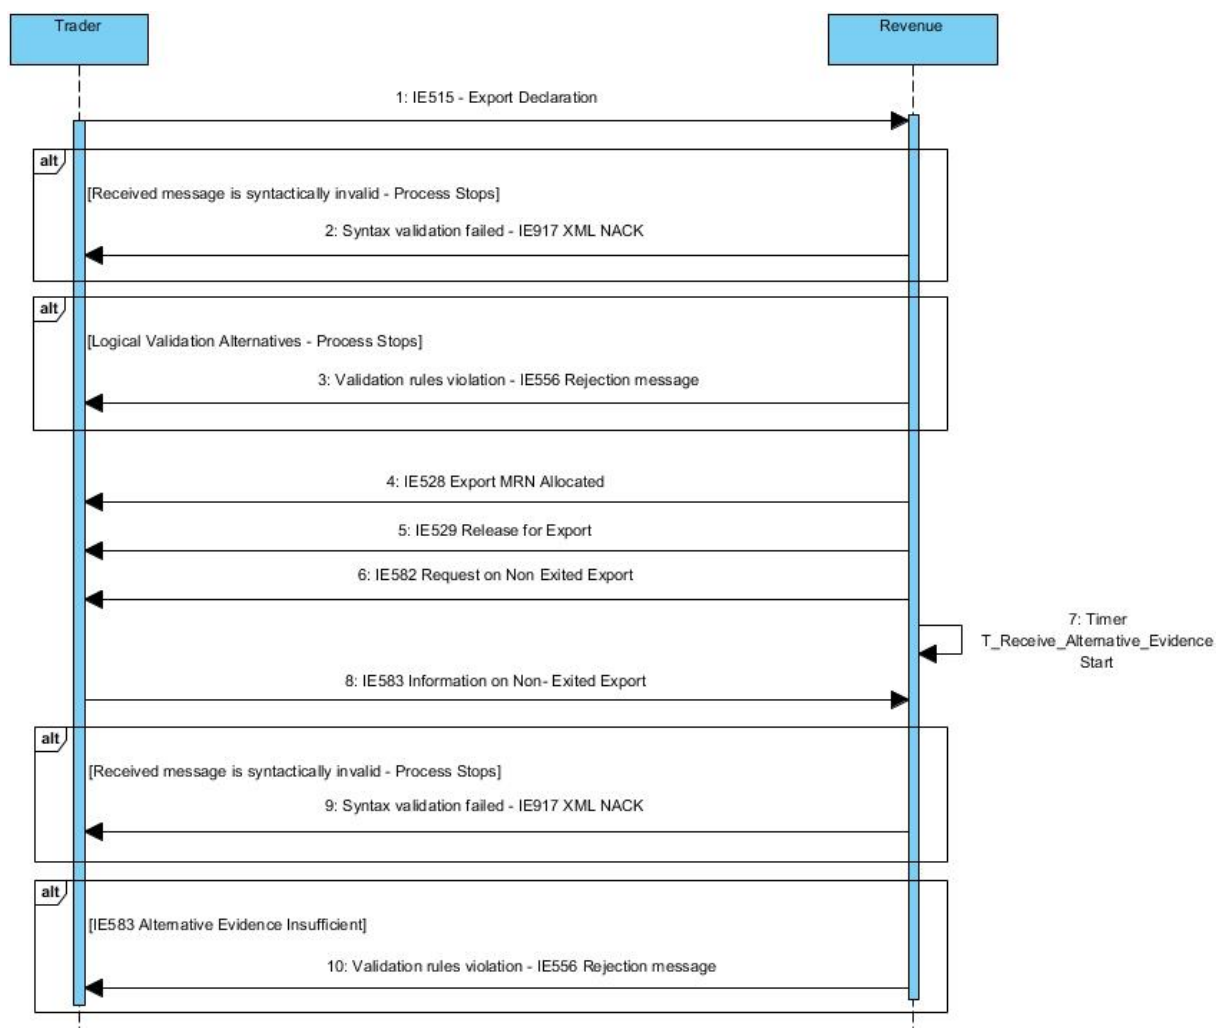 Trader
Revenue
1: IE515 - Export Declaration
alt
[Received message is syntactically invalid - Process Stops]
2: Syntax validation failed - IE917 XML NACK
alt
[Logical Validation Alternatives - Process Stops]
3: Validation rules violation - IE556 Rejection message
4: IE528 Export MRN Allocated
5: IE529 Release for Export
6: IE582 Request on Non Exited Export
7: Timer
T_Receive_Alternative_Evidence
Start
8: IE583 Information on Non- Exited Export
alt
[Received message is syntactically invalid - Process Stops]
9: Syntax validation failed - IE917 XML NACK
alt
[IE583 Alternative Evidence Insufficient]
10: Validation rules violation - IE556 Rejection message